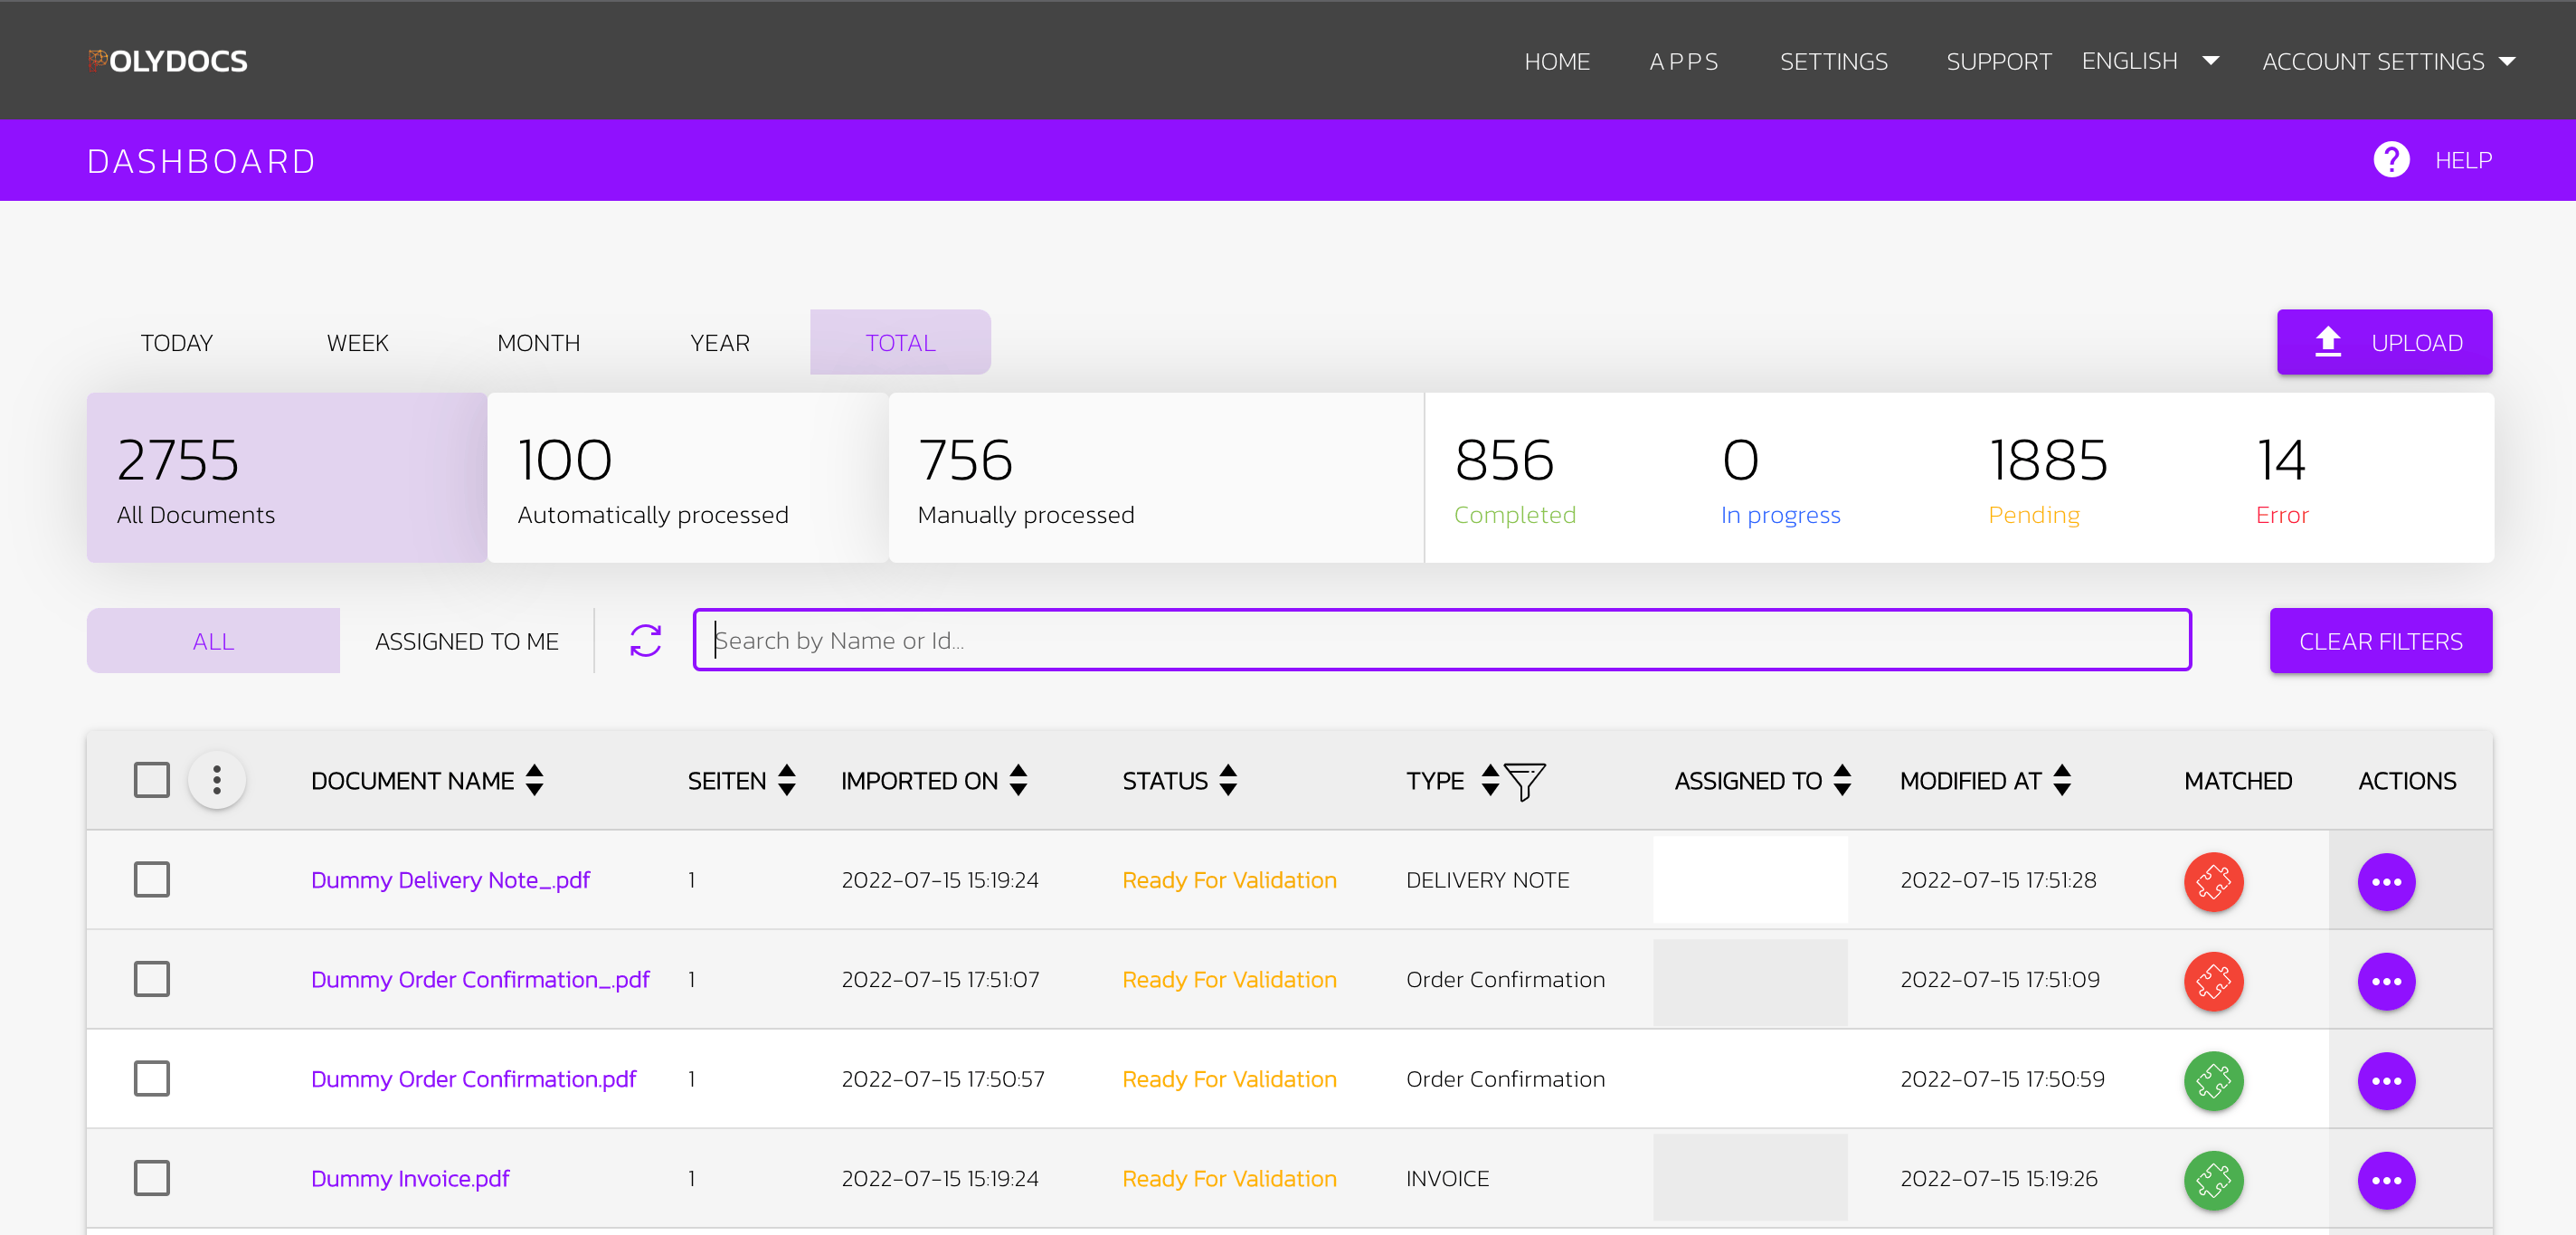 POLYDOCS
HOME APPS SETTINGS SUPPORT ENGLISH ACCOUNT SETTINGS
DASHBOARD
? HELP
TODAY WEEK MONTH YEAR TOTAL
UPLOAD
2755 100 756 856 0 1885 14
All Documents Automatically processed Manually processed Completed In progress Pending Error
ALL ASSIGNED TO ME Search by Name or Id... CLEAR FILTERS
DOCUMENT NAME SEITEN IMPORTED ON STATUS TYPE ASSIGNED TO MODIFIED AT MATCHED ACTIONS
Dummy Delivery Note_.pdf 1 2022-07-15 15:19:24 Ready For Validation DELIVERY NOTE 2022-07-15 17:51:28
Dummy Order Confirmation_.pdf 1 2022-07-15 17:51:07 Ready For Validation Order Confirmation 2022-07-15 17:51:09
Dummy Order Confirmation.pdf 1 2022-07-15 17:50:57 Ready For Validation Order Confirmation 2022-07-15 17:50:59
Dummy Invoice.pdf 1 2022-07-15 15:19:24 Ready For Validation INVOICE 2022-07-15 15:19:26